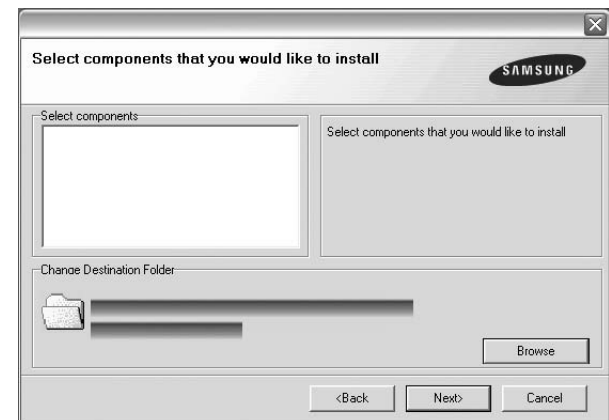 Select components that you would like to install
SAMSUNG
Select components
Select components that you would like to install
Change Destination Folder
Browse
<Back
Next>
Cancel